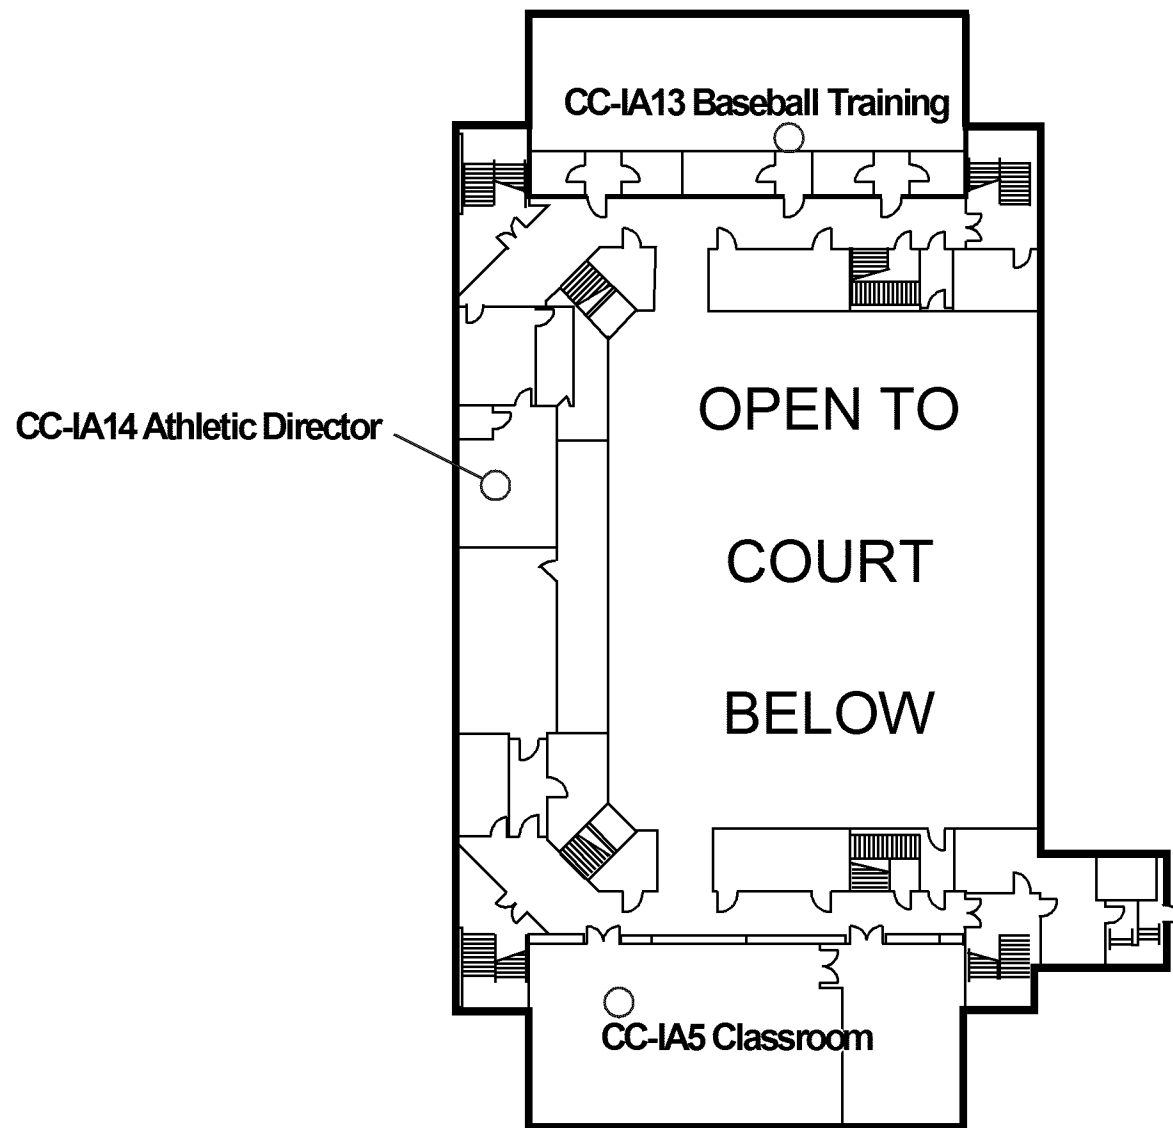 CC-IA13 Baseball Training
OPEN TO
CC-IA14 Athletic Director
COURT
BELOW
CC-IA5 Classroom